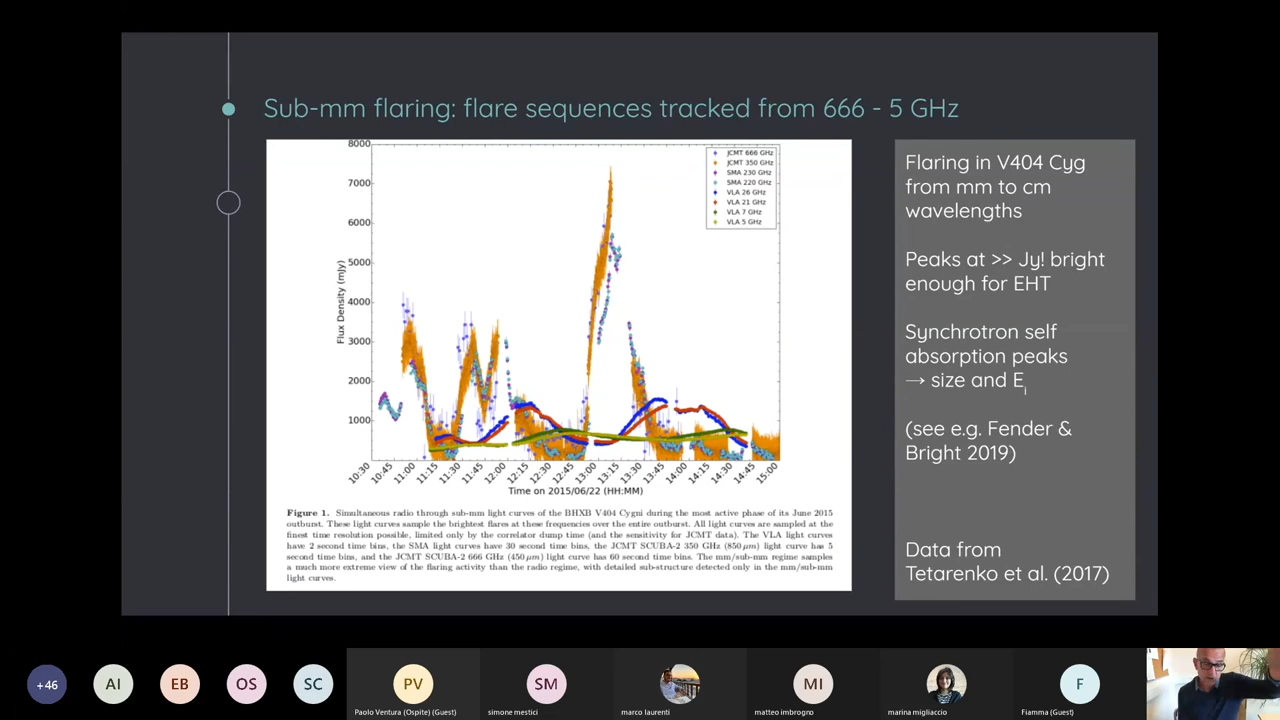 Sub-mm flaring: flare sequences tracked from 666 - 5 GHz
8000
7000
6000
5000
4000
3000
2000
1000
Flux Density (mJy)
JCMT 666 GHz
JCMT 350 GHz
SMA 230 GHz
SMA 220 GHz
VLA 26 GHz
VLA 21 GHz
VLA 7 GHz
VLA 5 GHz
10:30
10:45
11:00
11:15
11:30
11:45
12:00
12:15
12:30
12:45
13:00
13:15
13:30
13:45
14:00
14:15
14:30
14:45
15:00
Time on 2015/06/22 (HH:MM)
Figure 1. Simultaneous radio through sub-mm light curves of the BHXB V404 Cygni during the most active phase of its June 2015
outburst. These light curves sample the brightest flares at these frequencies over the entire outburst. All light curves are sampled at the
finest time resolution possible, limited only by the correlator dump time (and the sensitivity for JCMT data). The VLA light curves
have 2 second time bins, the SMA light curves have 30 second time bins, the JCMT SCUBA-2 350 GHz (850 μm) light curve has 5
second time bins, and the JCMT SCUBA-2 666 GHz (450 μm) light curve has 60 second time bins. The mm/sub-mm regime samples
a much more extreme view of the flaring activity than the radio regime, with detailed sub-structure detected only in the mm/sub-mm
light curves.
Flaring in V404 Cyg
from mm to cm
wavelengths
Peaks at >> Jy! bright
enough for EHT
Synchrotron self
absorption peaks
→ size and Ei
(see e.g. Fender &
Bright 2019)
Data from
Tetarenko et al. (2017)
+46
AI
EB
OS
SC
PV
Paolo Ventura (Ospite) (Guest)
SM
simone mestici
marco laurenti
MI
matteo imbrogno
marina migliaccio
F
Fiamma (Guest)